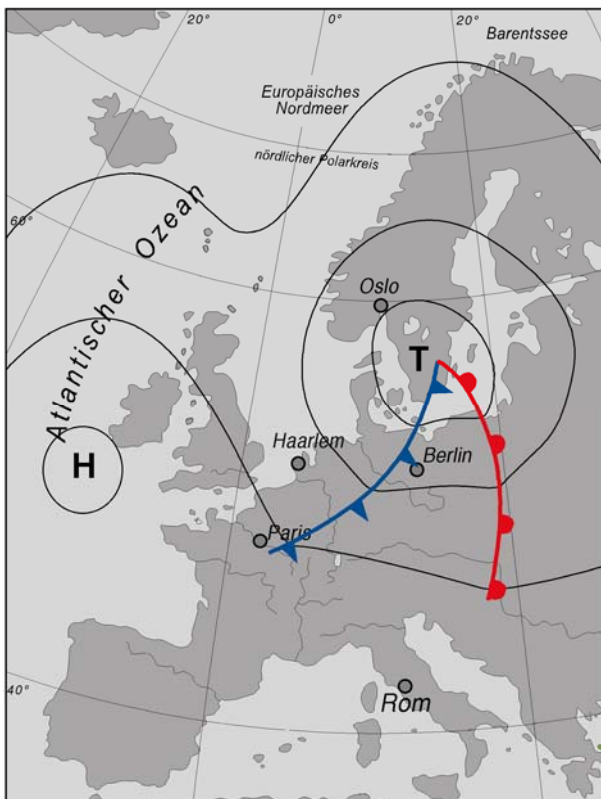 20°
20°
Barentssee
Europäisches
Nordmeer
nördlicher Polarkreis
60°
Atlantischer Ozean
0°
Oslo
T
Haarlem
H
Berlin
Paris
40°
Rom